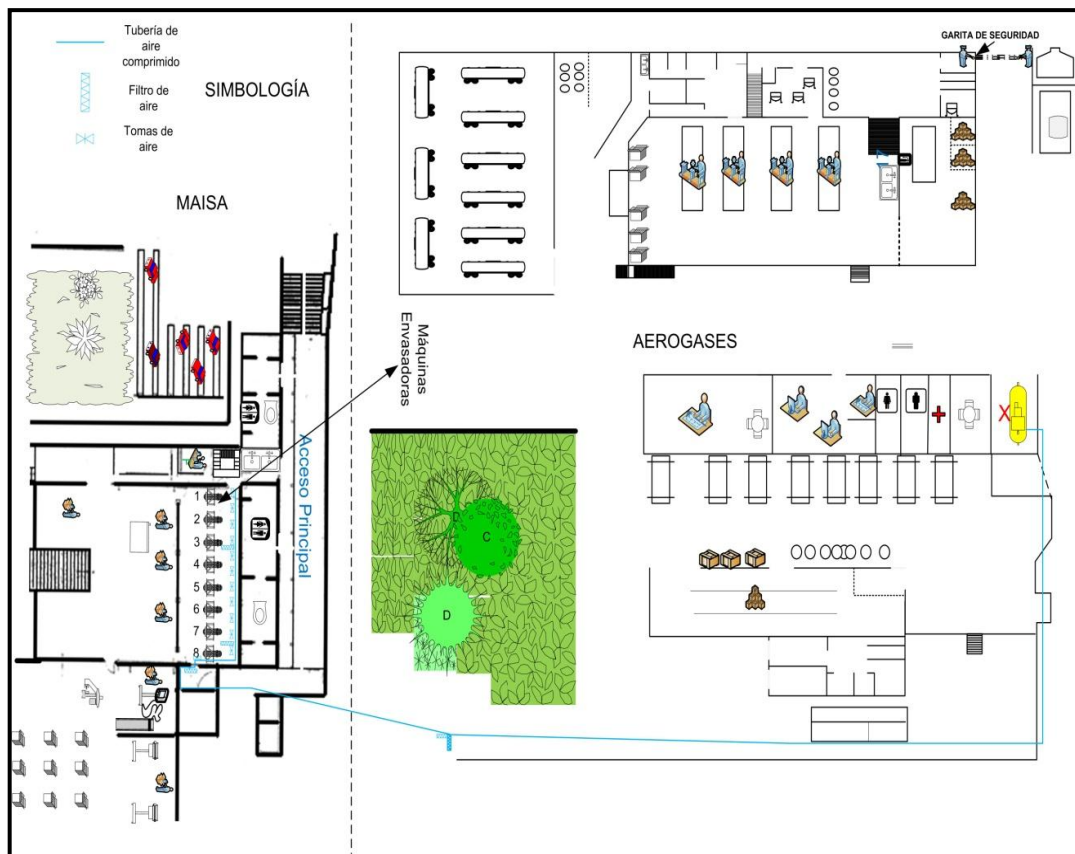 Tubería de
aire
comprimido
Filtro de
aire
SIMBOLOGÍA
Tomas de
aire
MAISA
GARITA DE SEGURIDAD
Máquinas
Envasadoras
AEROGASES
Acceso Principal
1
2
3
4
5
6
7
8
C
D